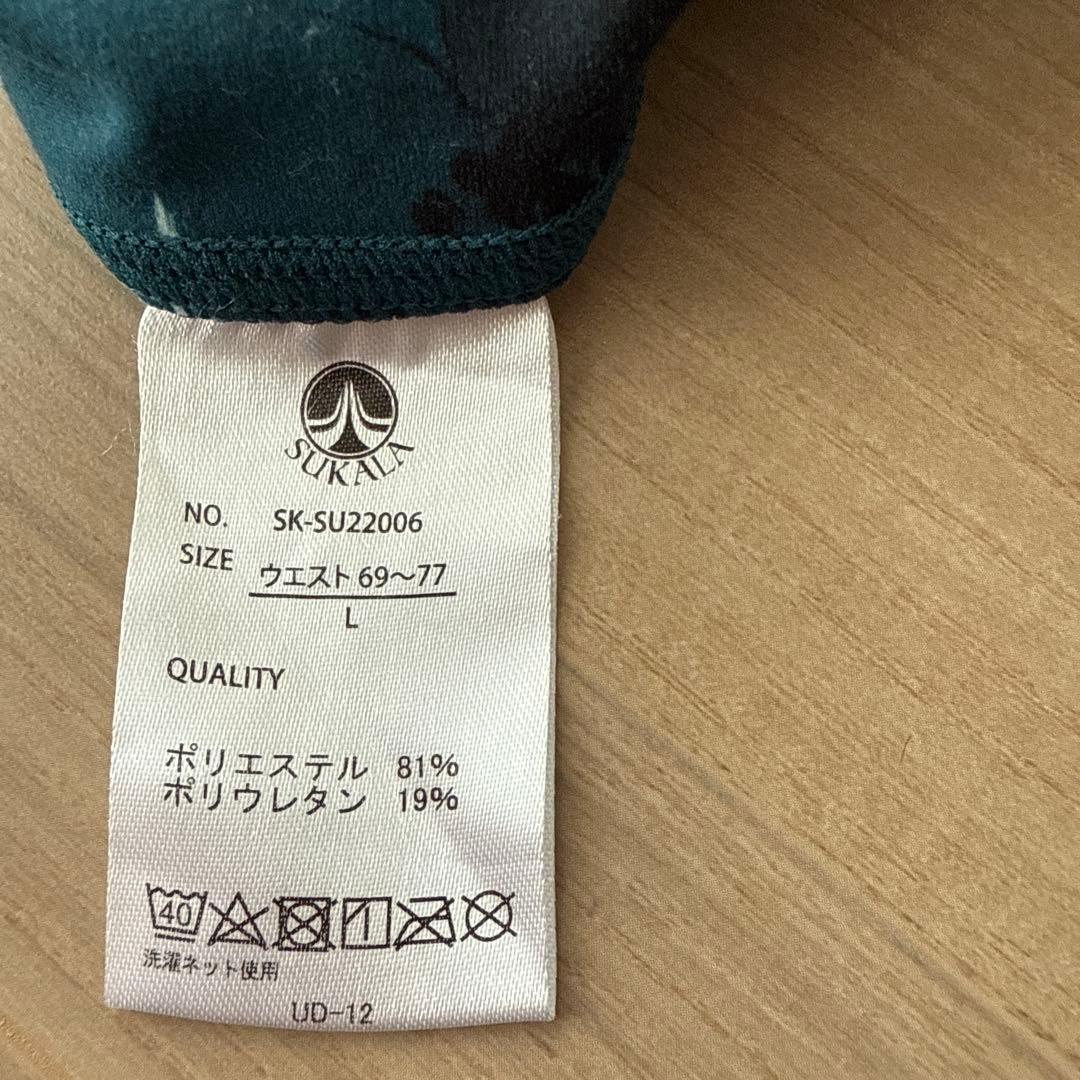 SUKALA
NO. SK-SU22006
SIZE ウエスト 69〜77
L
QUALITY
ポリエステル 81%
ポリウレタン 19%
40
洗濯ネット使用
UD-12